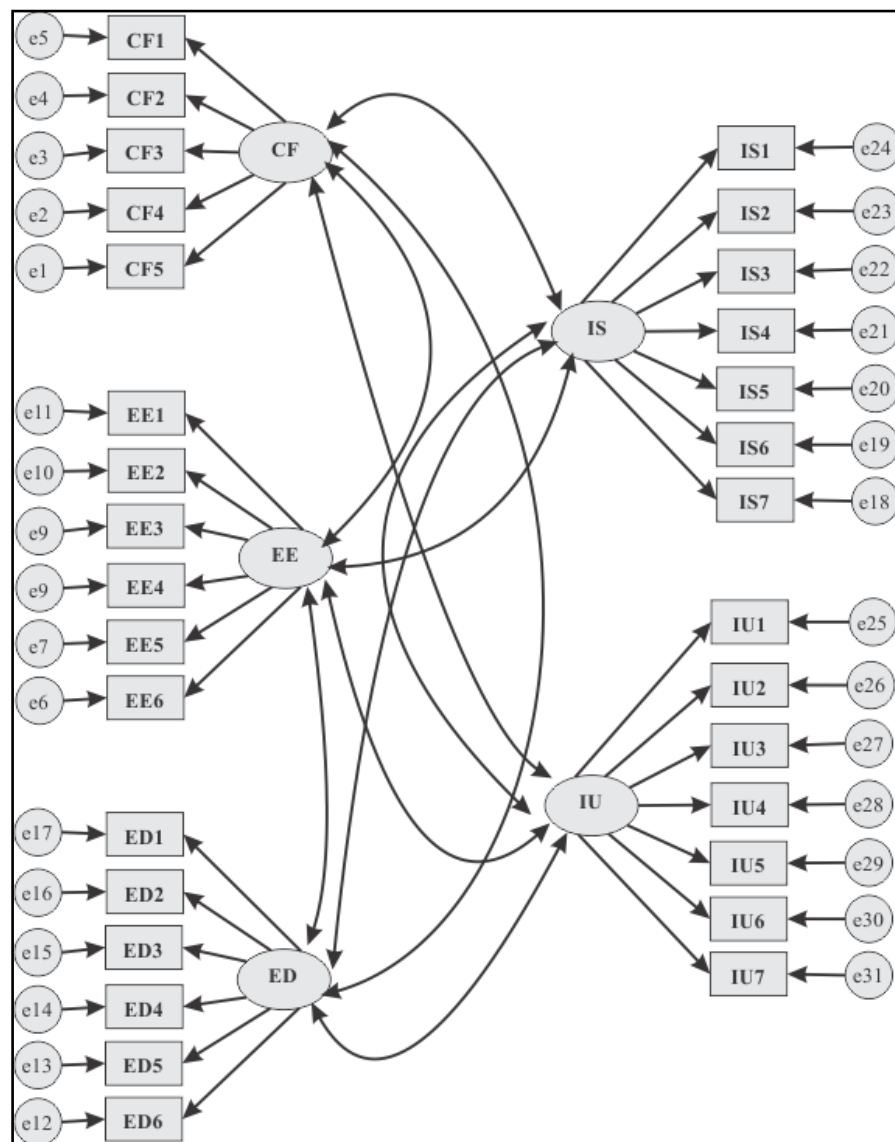 e5 CF1
e4 CF2
e3 CF3
e2 CF4
e1 CF5
CF
IS1 e24
IS2 e23
IS3 e22
IS4 e21
IS5 e20
IS6 e19
IS7 e18
IS
e11 EE1
e10 EE2
e9 EE3
e9 EE4
e7 EE5
e6 EE6
EE
IU1 e25
IU2 e26
IU3 e27
IU4 e28
IU5 e29
IU6 e30
IU7 e31
IU
e17 ED1
e16 ED2
e15 ED3
e14 ED4
e13 ED5
e12 ED6
ED